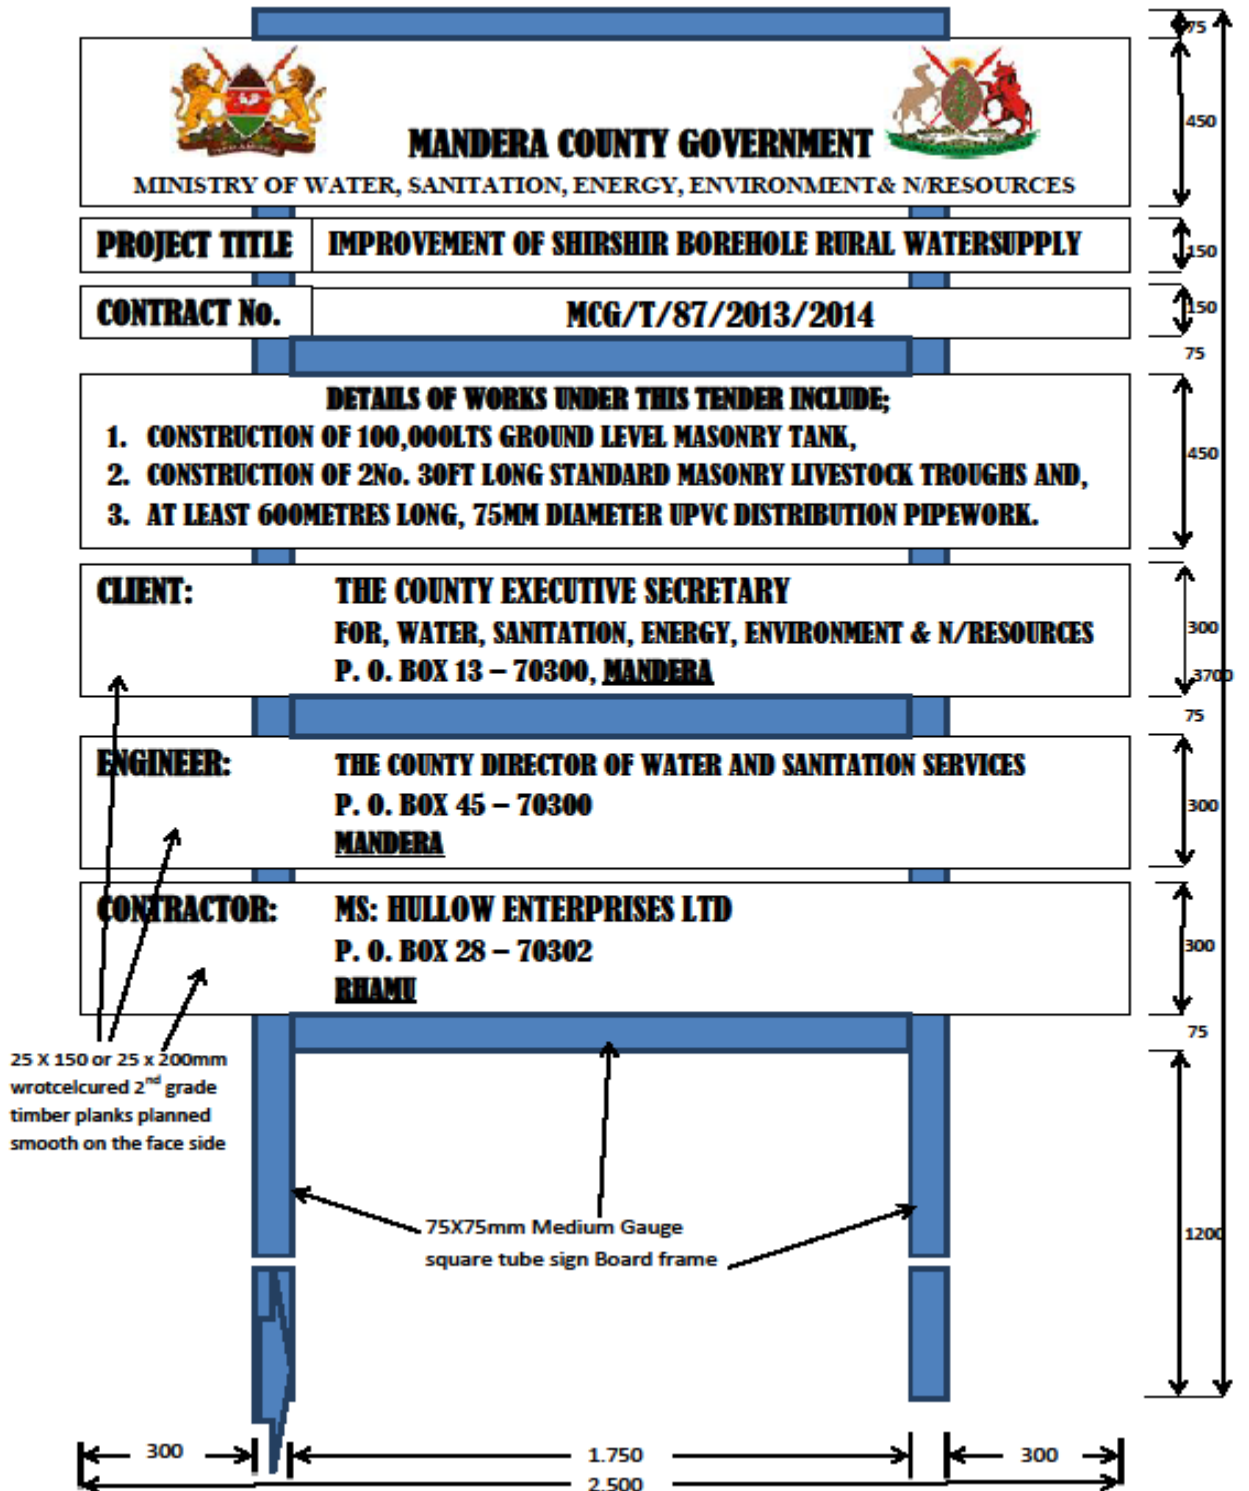 75
450
MANDERA COUNTY GOVERNMENT
MINISTRY OF WATER, SANITATION, ENERGY, ENVIRONMENT& N/RESOURCES
PROJECT TITLE IMPROVEMENT OF SHIRSHIR BOREHOLE RURAL WATERSUPPLY
150
CONTRACT No. MCG/T/87/2013/2014
150
75
DETAILS OF WORKS UNDER THIS TENDER INCLUDE;
1. CONSTRUCTION OF 100,000LTS GROUND LEVEL MASONRY TANK,
2. CONSTRUCTION OF 2No. 30FT LONG STANDARD MASONRY LIVESTOCK TROUGHS AND,
3. AT LEAST 600METRES LONG, 75MM DIAMETER UPVC DISTRIBUTION PIPEWORK.
450
CLIENT: THE COUNTY EXECUTIVE SECRETARY
FOR, WATER, SANITATION, ENERGY, ENVIRONMENT & N/RESOURCES
P. O. BOX 13 – 70300, MANDERA
300
3700
75
ENGINEER: THE COUNTY DIRECTOR OF WATER AND SANITATION SERVICES
P. O. BOX 45 – 70300
MANDERA
300
CONTRACTOR: MS: HULLOW ENTERPRISES LTD
P. O. BOX 28 – 70302
RHAMU
300
75
25 X 150 or 25 x 200mm
wrotcelcured 2nd grade
timber planks planned
smooth on the face side
75X75mm Medium Gauge
square tube sign Board frame
1200
300 1.750 300
2.500